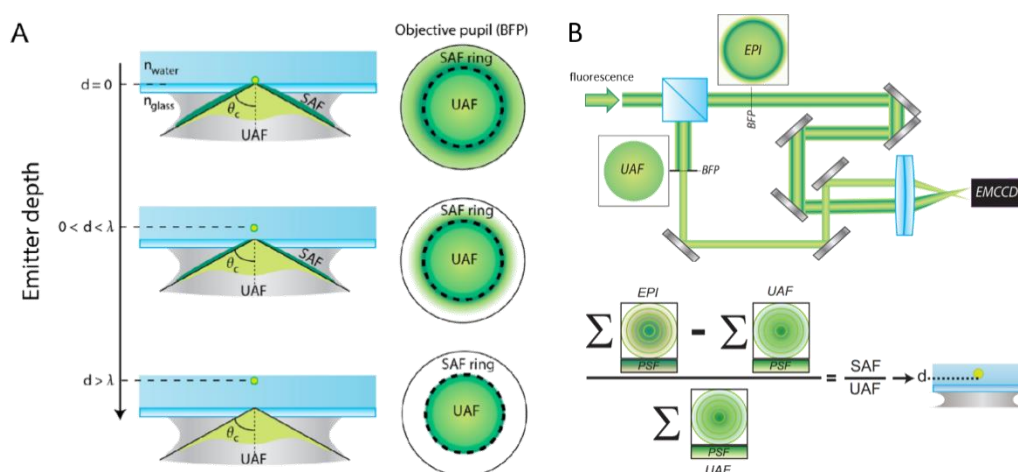 A
Objective pupil (BFP)
n_water
d = 0
n_glass
θc
SAF
UAF
SAF ring
UAF
Emitter depth
0 < d < λ
θc
SAF
UAF
SAF ring
UAF
d > λ
θc
UAF
SAF ring
UAF
B
EPI
fluorescence
BFP
UAF
BFP
EMCCD
EPI
UAF
Σ PSF - Σ PSF
= SAF
UAF
→ d
Σ PSF
UAF